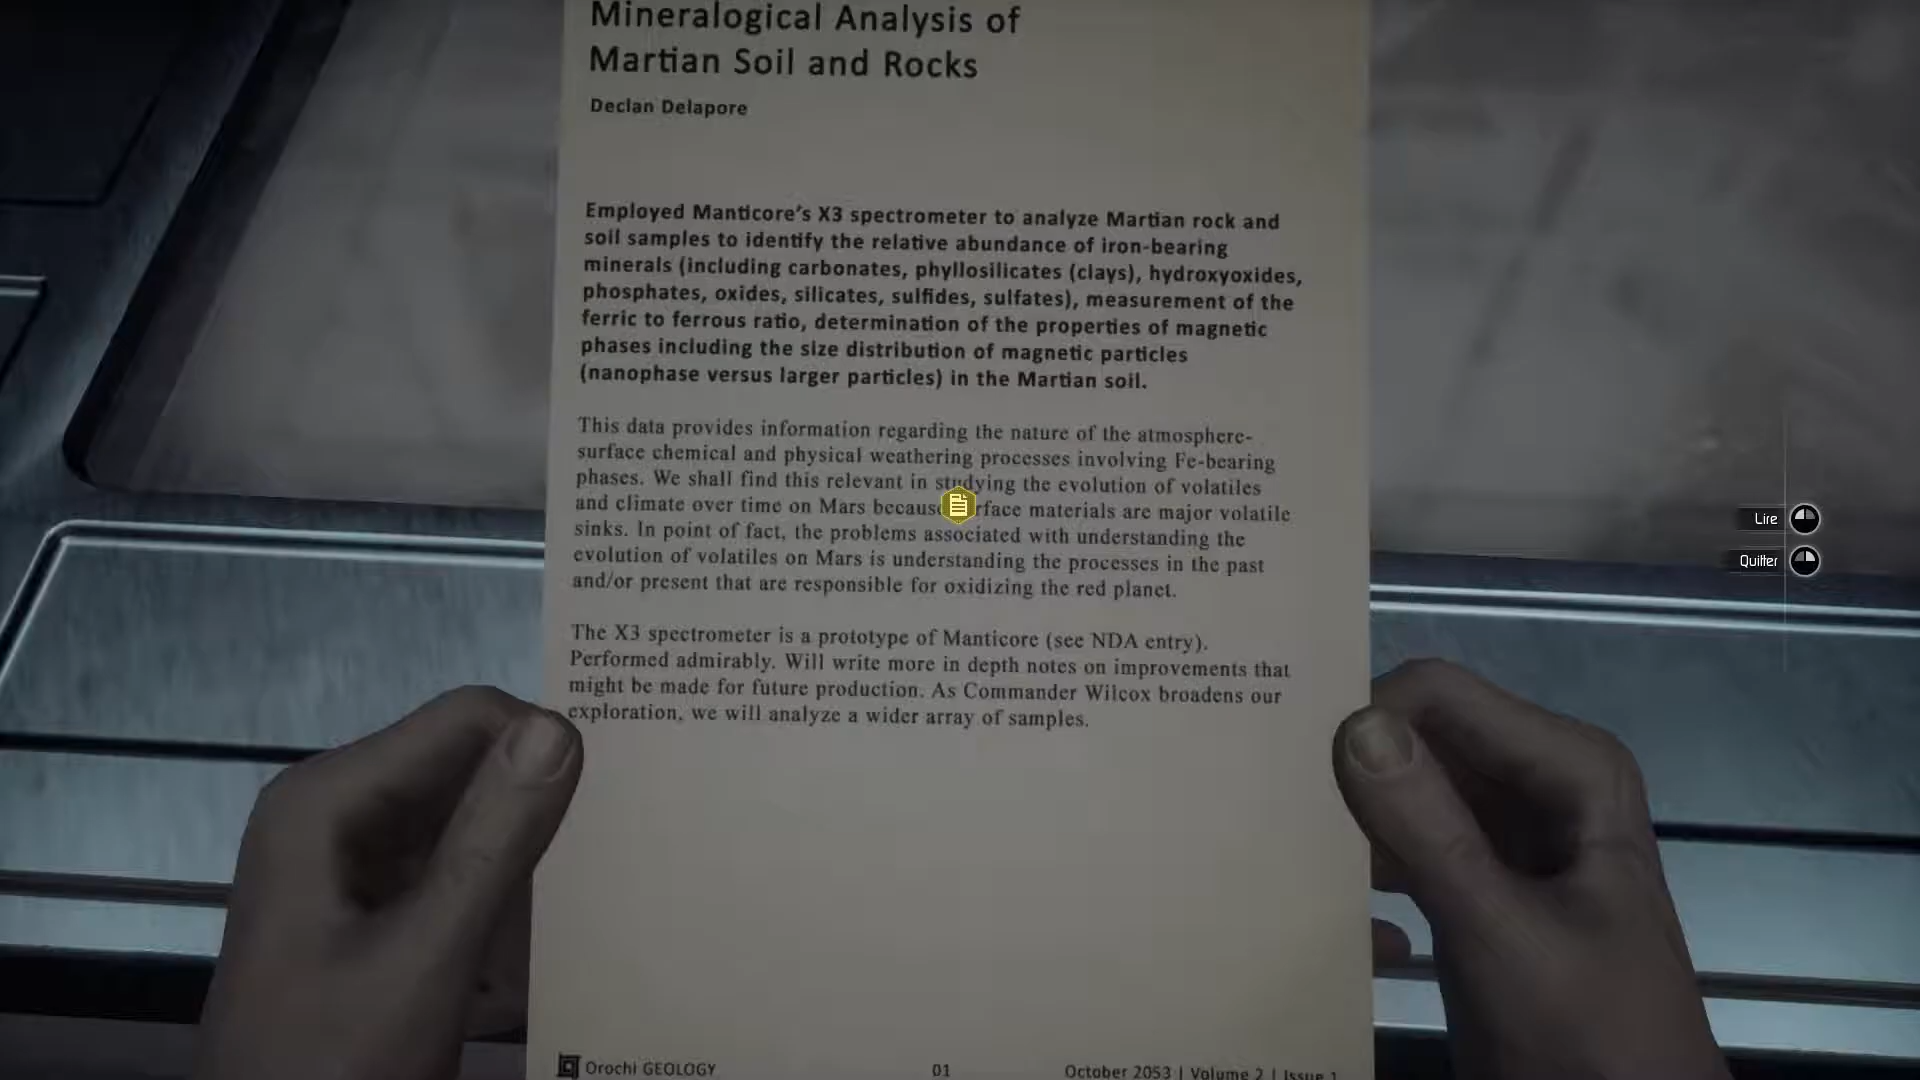 Mineralogical Analysis of
Martian Soil and Rocks
Declan Delapore
Employed Manticore's X3 spectrometer to analyze Martian rock and
soil samples to identify the relative abundance of iron-bearing
minerals (including carbonates, phyllosilicates (clays), hydroxyoxides,
phosphates, oxides, silicates, sulfides, sulfates), measurement of the
ferric to ferrous ratio, determination of the properties of magnetic
phases including the size distribution of magnetic particles
(nanophase versus larger particles) in the Martian soil.
This data provides information regarding the nature of the atmosphere-
surface chemical and physical weathering processes involving Fe-bearing
phases. We shall find this relevant in studying the evolution of volatiles
and climate over time on Mars materials are major volatile
sinks. In point of fact, the problems associated with understanding the
evolution of volatiles on Mars is understanding the processes in the past
and/or present that are responsible for oxidizing the red planet.
The X3 spectrometer is a prototype of Manticore (see NDA entry).
Performed admirably. Will write more in depth notes on improvements that
might be made for future production. As Commander Wilcox broadens our
exploration, we will analyze a wider array of samples.
Orochi GEOLOGY 01 October 2053 | Volume 2 | Issue 1
Lire
Quitter